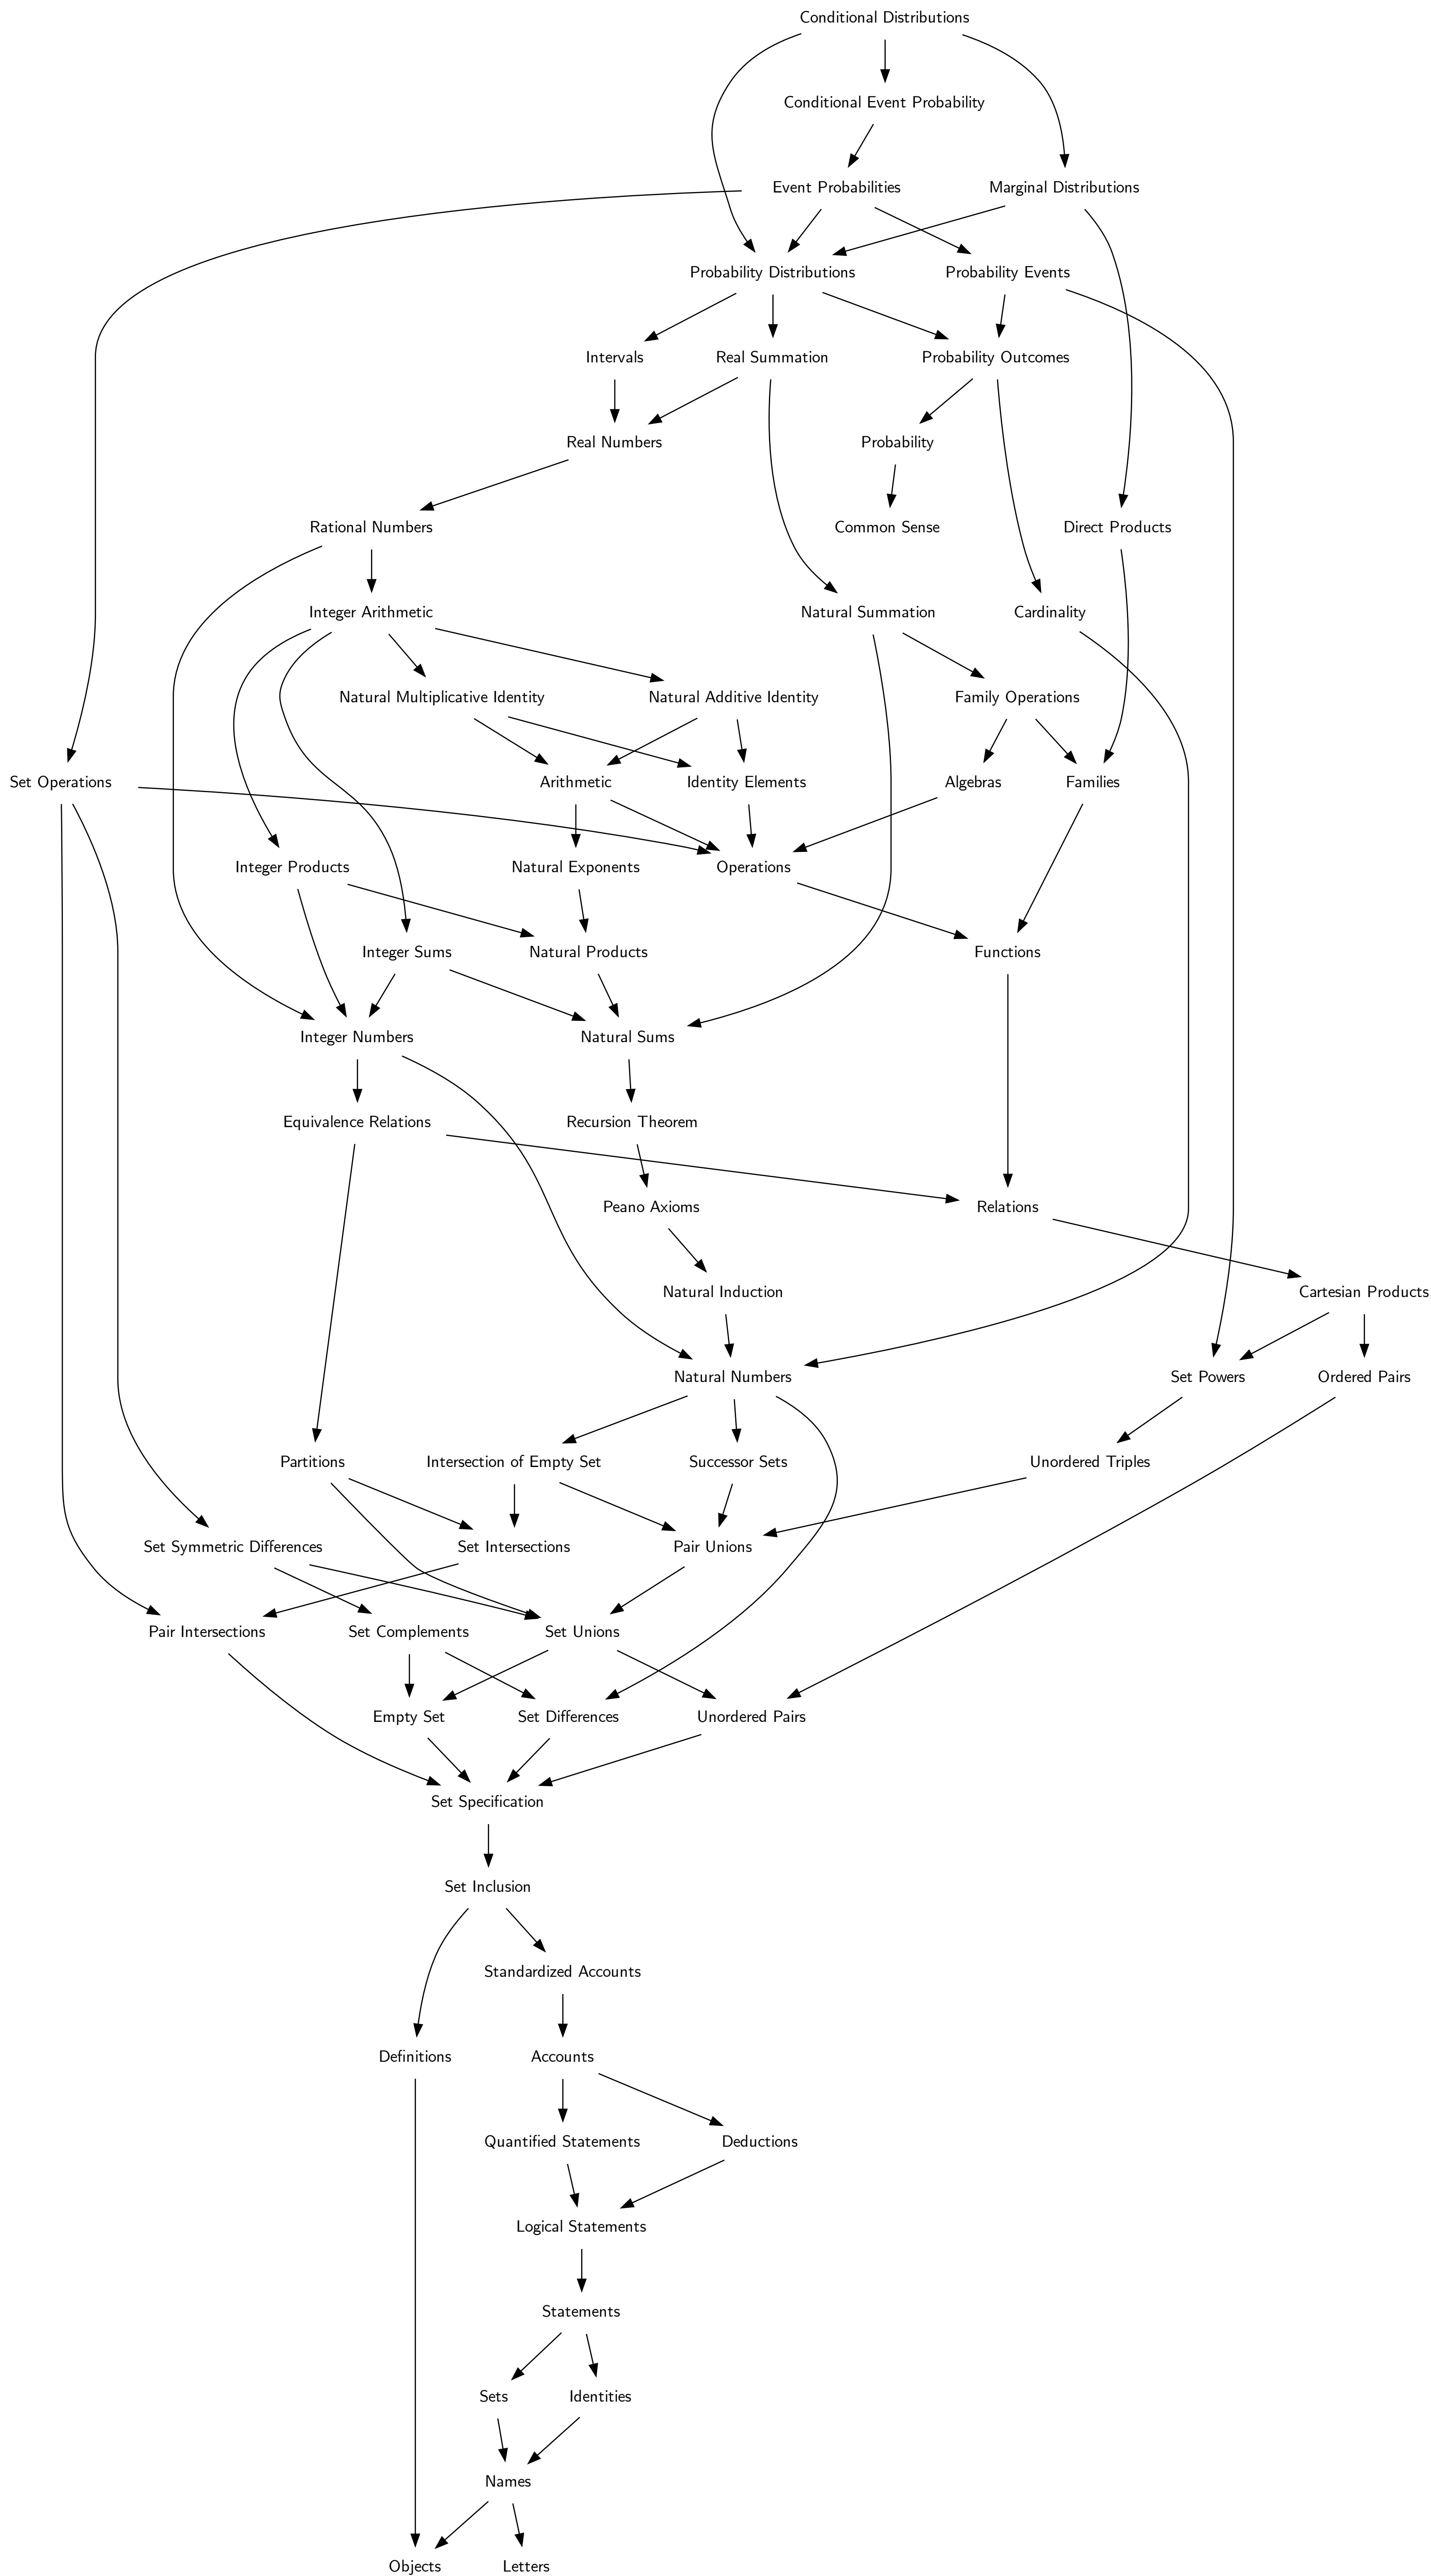 Conditional Distributions
Conditional Event Probability
Event Probabilities
Marginal Distributions
Probability Distributions
Probability Events
Intervals
Real Summation
Probability Outcomes
Real Numbers
Probability
Rational Numbers
Common Sense
Direct Products
Integer Arithmetic
Natural Summation
Cardinality
Natural Multiplicative Identity
Natural Additive Identity
Family Operations
Set Operations
Arithmetic
Identity Elements
Algebras
Families
Integer Products
Natural Exponents
Operations
Integer Sums
Natural Products
Functions
Integer Numbers
Natural Sums
Equivalence Relations
Recursion Theorem
Peano Axioms
Relations
Natural Induction
Cartesian Products
Natural Numbers
Set Powers
Ordered Pairs
Partitions
Intersection of Empty Set
Successor Sets
Unordered Triples
Set Symmetric Differences
Set Intersections
Pair Unions
Pair Intersections
Set Complements
Set Unions
Empty Set
Set Differences
Unordered Pairs
Set Specification
Set Inclusion
Standardized Accounts
Definitions
Accounts
Quantified Statements
Deductions
Logical Statements
Statements
Sets
Identities
Names
Objects
Letters